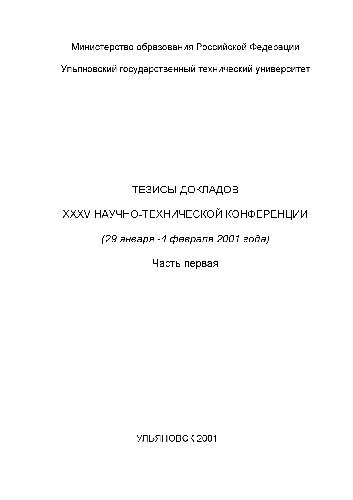 Министерство образования Российской Федерации
Ульяновский государственный технический университет
ТЕЗИСЫ ДОКЛАДОВ
XXXV НАУЧНО-ТЕХНИЧЕСКОЙ КОНФЕРЕНЦИИ
(29 января -4 февраля 2001 года)
Часть первая
УЛЬЯНОВСК 2001